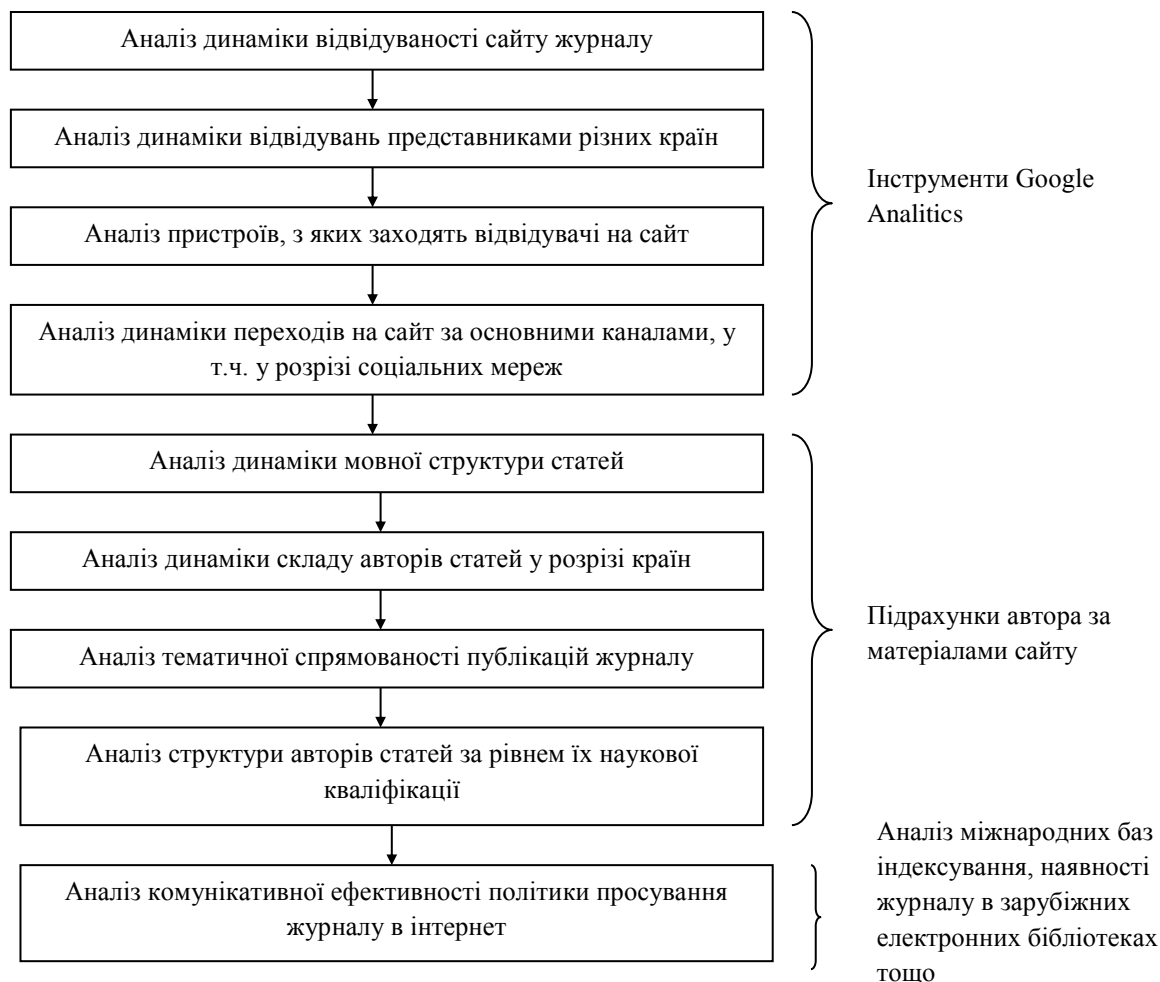 Аналіз динаміки відвідуваності сайту журналу
Аналіз динаміки відвідувань представниками різних країн
Аналіз пристроїв, з яких заходять відвідувачі на сайт
Аналіз динаміки переходів на сайт за основними каналами, у
т.ч. у розрізі соціальних мереж
Інструменти Google
Analitics
Аналіз динаміки мовної структури статей
Аналіз динаміки складу авторів статей у розрізі країн
Аналіз тематичної спрямованості публікацій журналу
Аналіз структури авторів статей за рівнем їх наукової
кваліфікації
Підрахунки автора за
матеріалами сайту
Аналіз комунікативної ефективності політики просування
журналу в інтернет
Аналіз міжнародних баз
індексування, наявності
журналу в зарубіжних
електронних бібліотеках
тощо